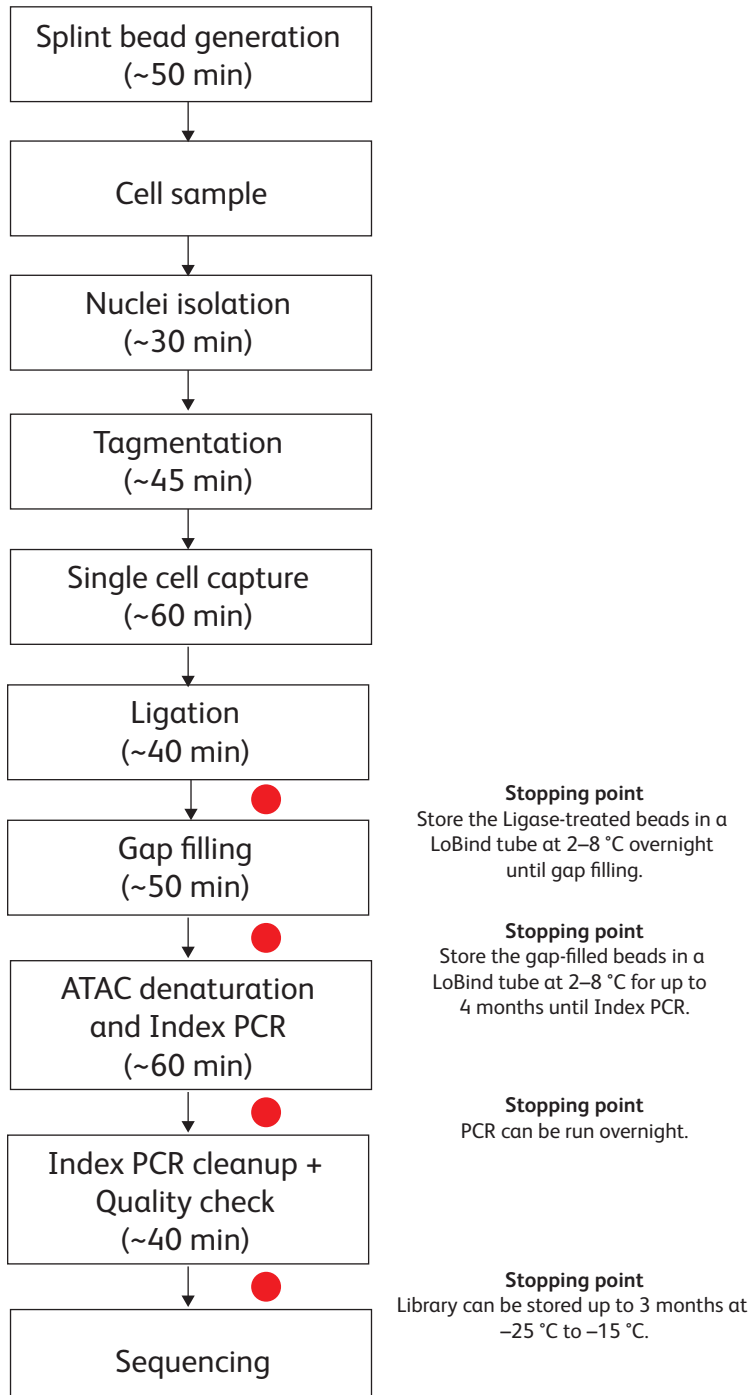 Splint bead generation
(~50 min)
Cell sample
Nuclei isolation
(~30 min)
Tagmentation
(~45 min)
Single cell capture
(~60 min)
Ligation
(~40 min)
Stopping point
Store the Ligase-treated beads in a
LoBind tube at 2–8 °C overnight
until gap filling.
Gap filling
(~50 min)
Stopping point
Store the gap-filled beads in a
LoBind tube at 2–8 °C for up to
4 months until Index PCR.
ATAC denaturation
and Index PCR
(~60 min)
Stopping point
PCR can be run overnight.
Index PCR cleanup +
Quality check
(~40 min)
Stopping point
Library can be stored up to 3 months at
–25 °C to –15 °C.
Sequencing